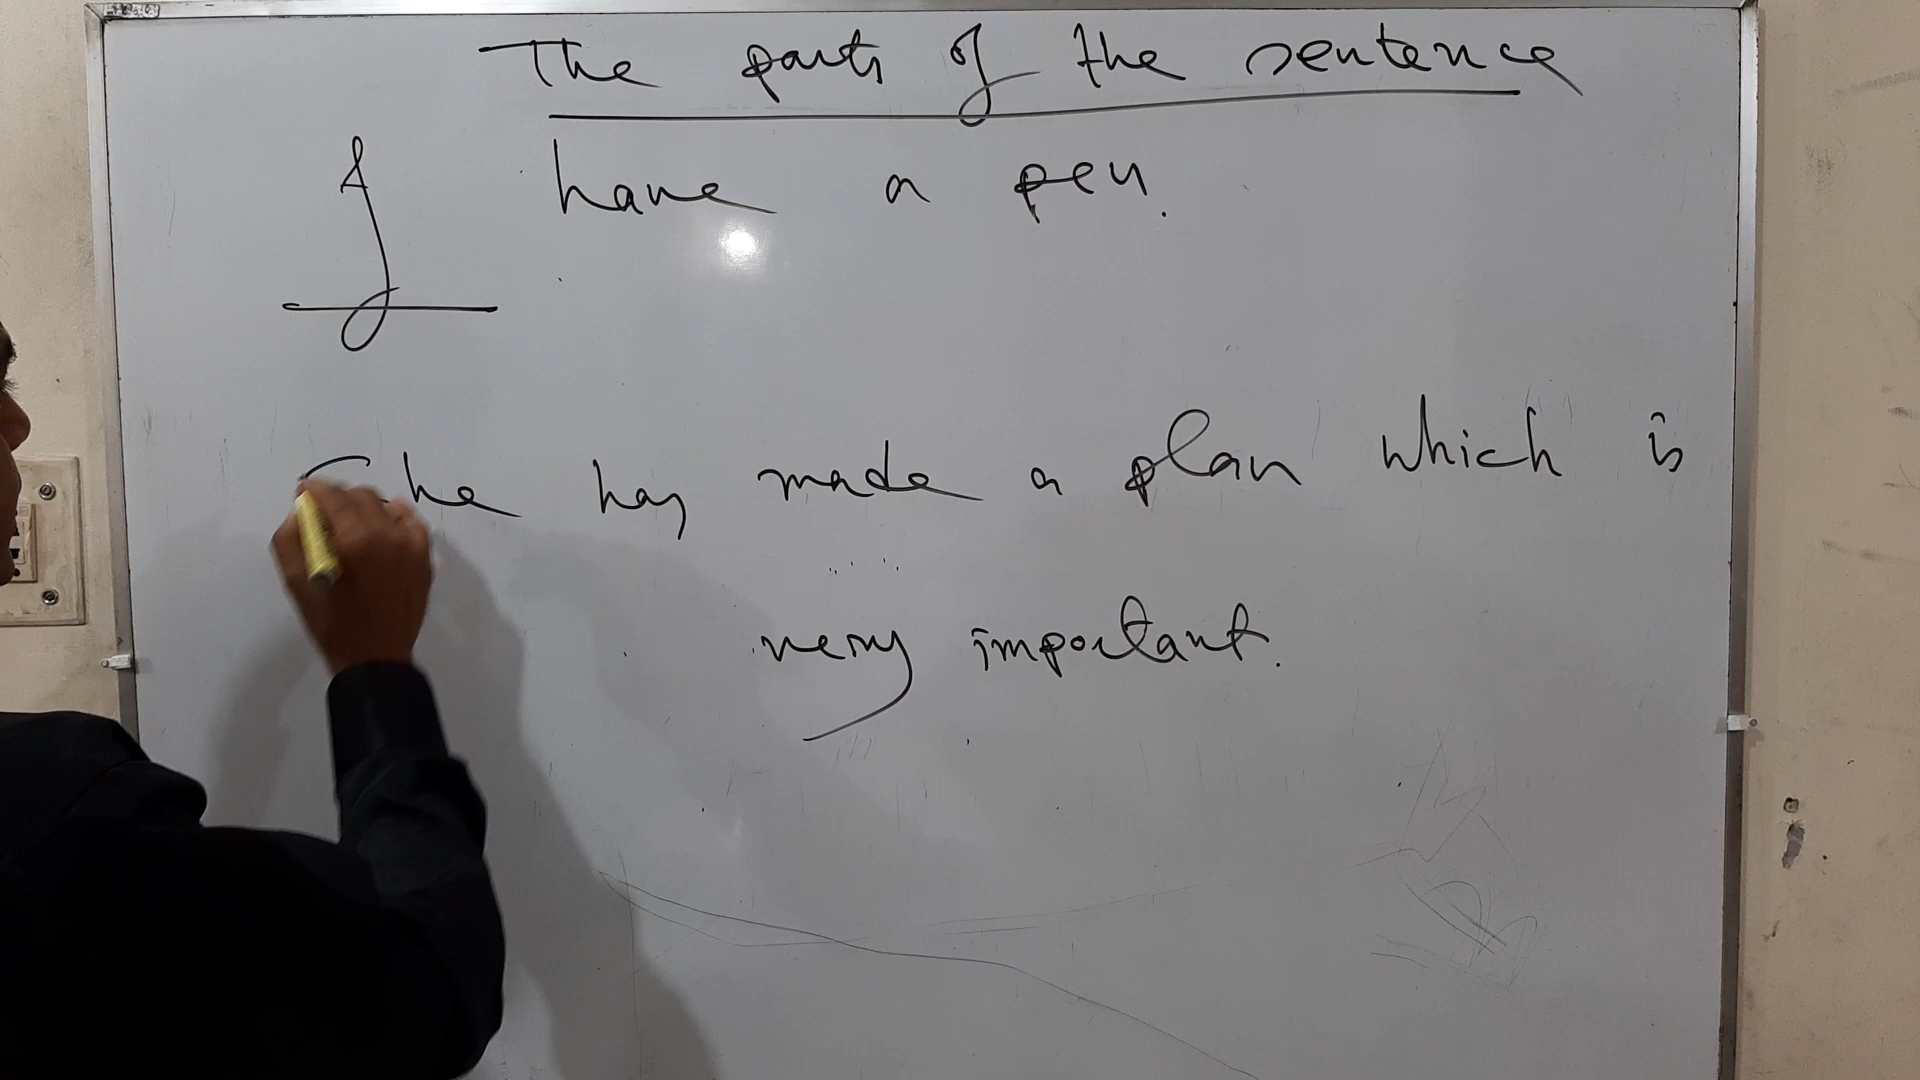 The parts of the sentence
I have a pen.
She has made a plan which is
very important.